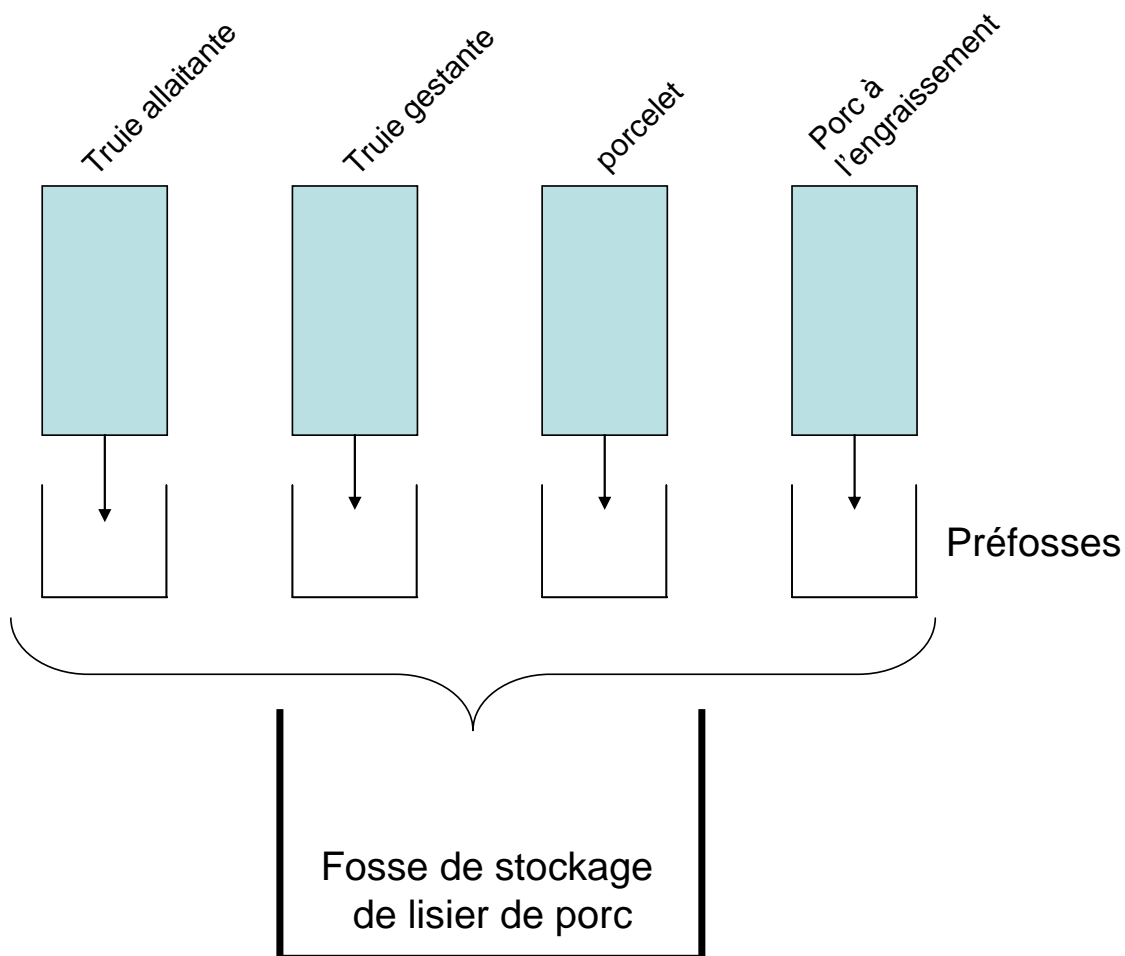 Truie allaitante
Truie gestante
porcelet
Porc à
l'engraissement
Préfosses
Fosse de stockage
de lisier de porc